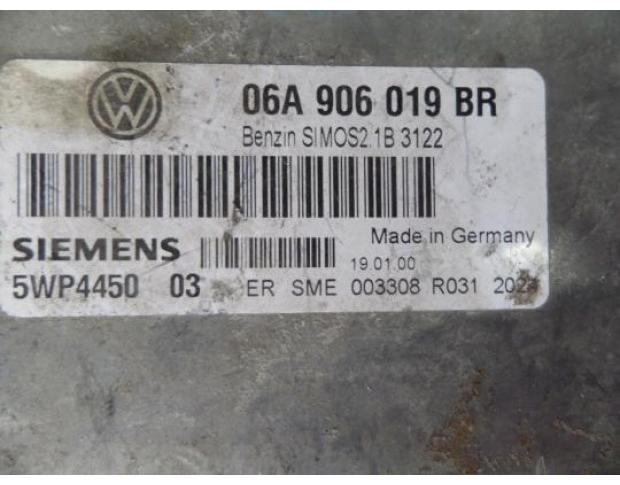 06A 906 019 BR
Benzin SIMOS2.1B 3122
Made in Germany
SIEMENS
19.01.00
5WP4450 03 ER SME 003308 R031